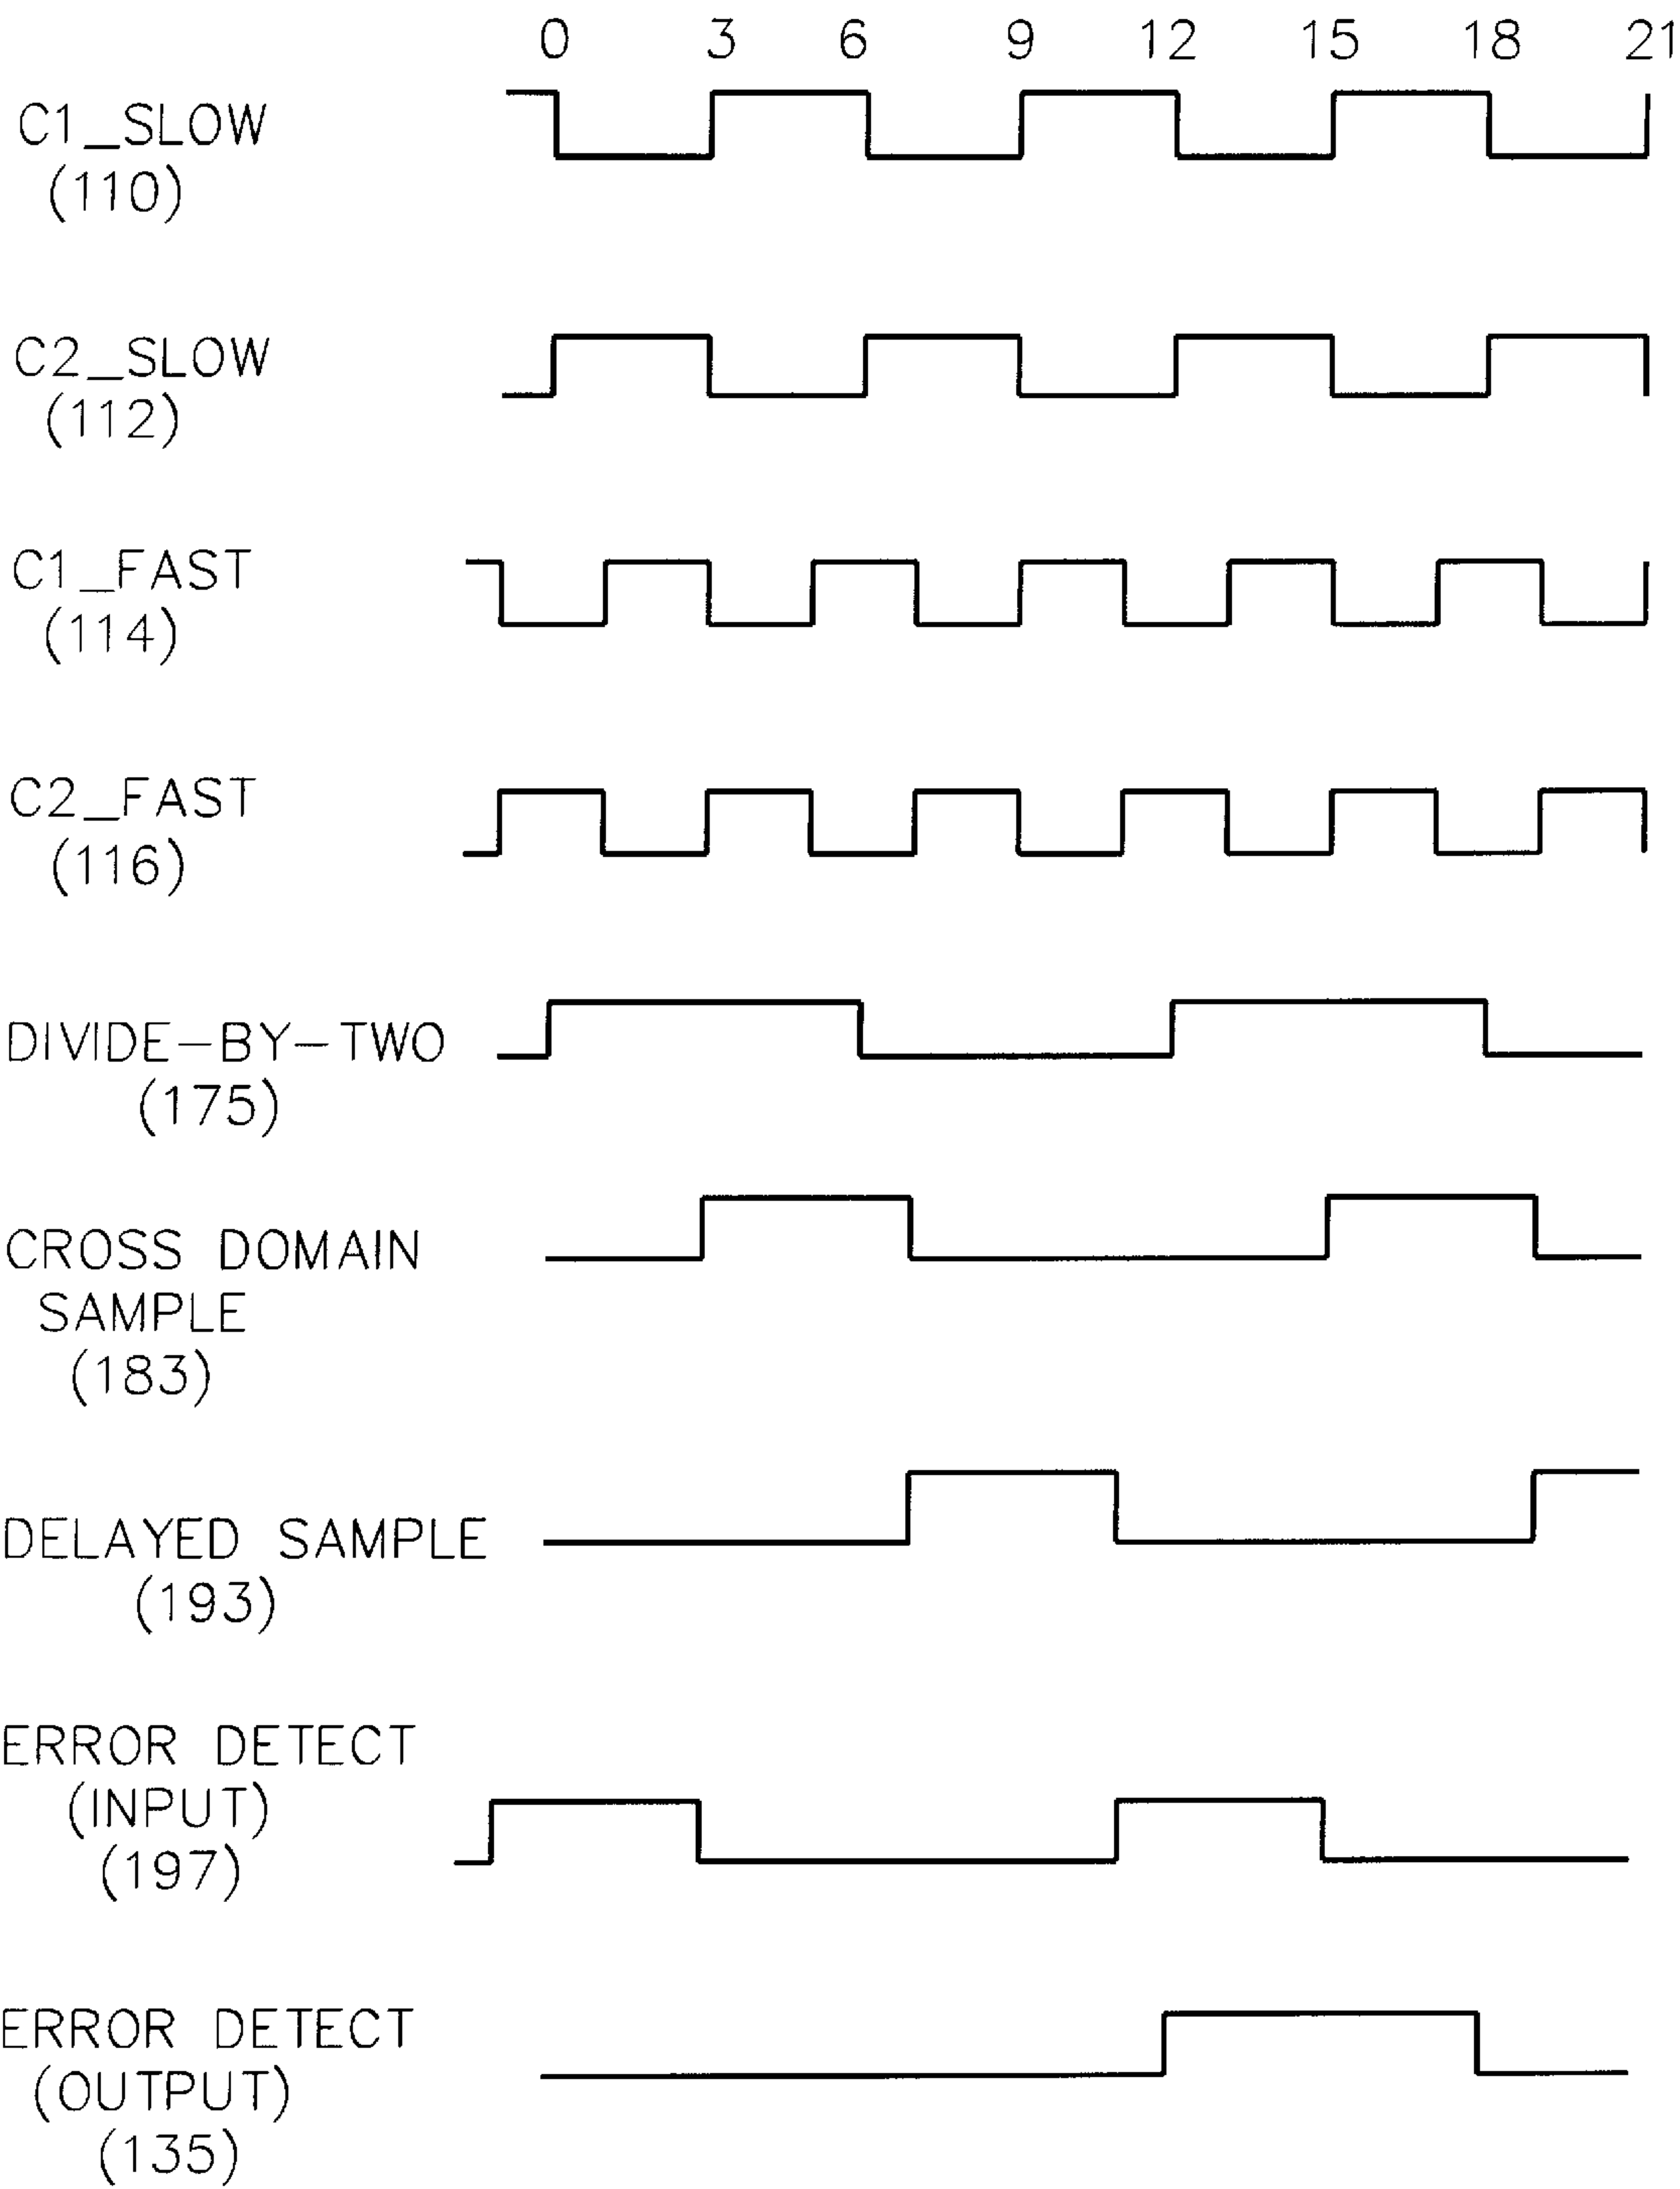 0 3 6 9 12 15 18 21
C1_SLOW
(110)
C2_SLOW
(112)
C1_FAST
(114)
C2_FAST
(116)
DIVIDE-BY-TWO
(175)
CROSS DOMAIN
SAMPLE
(183)
DELAYED SAMPLE
(193)
ERROR DETECT
(INPUT)
(197)
ERROR DETECT
(OUTPUT)
(135)